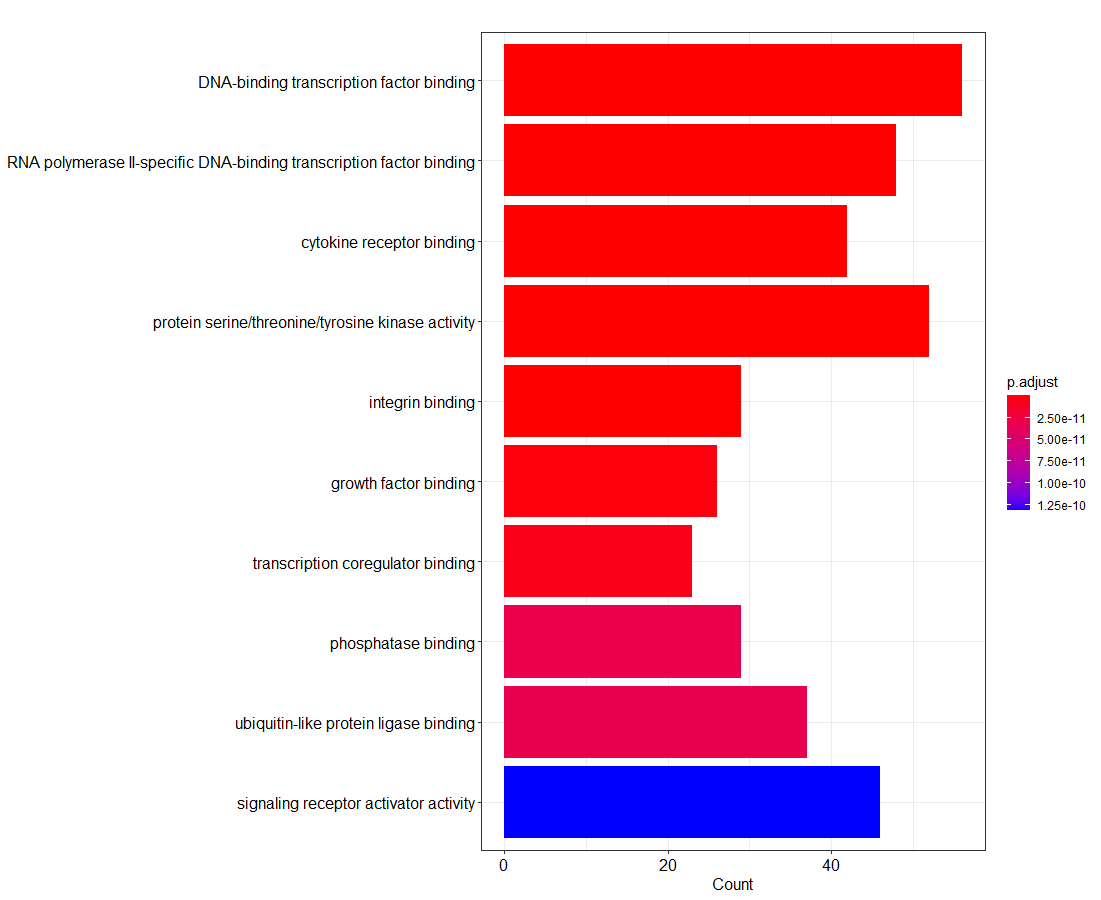 DNA-binding transcription factor binding
RNA polymerase II-specific DNA-binding transcription factor binding
cytokine receptor binding
protein serine/threonine/tyrosine kinase activity
integrin binding
growth factor binding
transcription coregulator binding
phosphatase binding
ubiquitin-like protein ligase binding
signaling receptor activator activity
0 20 40
Count
p.adjust
2.50e-11
5.00e-11
7.50e-11
1.00e-10
1.25e-10